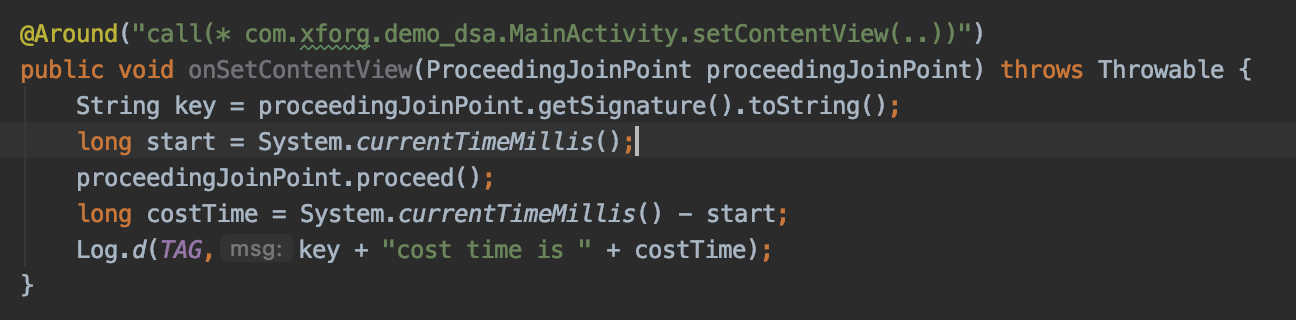 @Around("call(* com.xforg.demo_dsa.MainActivity.setContentView(..))")
public void onSetContentView(ProceedingJoinPoint proceedingJoinPoint) throws Throwable {
    String key = proceedingJoinPoint.getSignature().toString();
    long start = System.currentTimeMillis();
    proceedingJoinPoint.proceed();
    long costTime = System.currentTimeMillis() - start;
    Log.d(TAG, msg: key + "cost time is " + costTime);
}